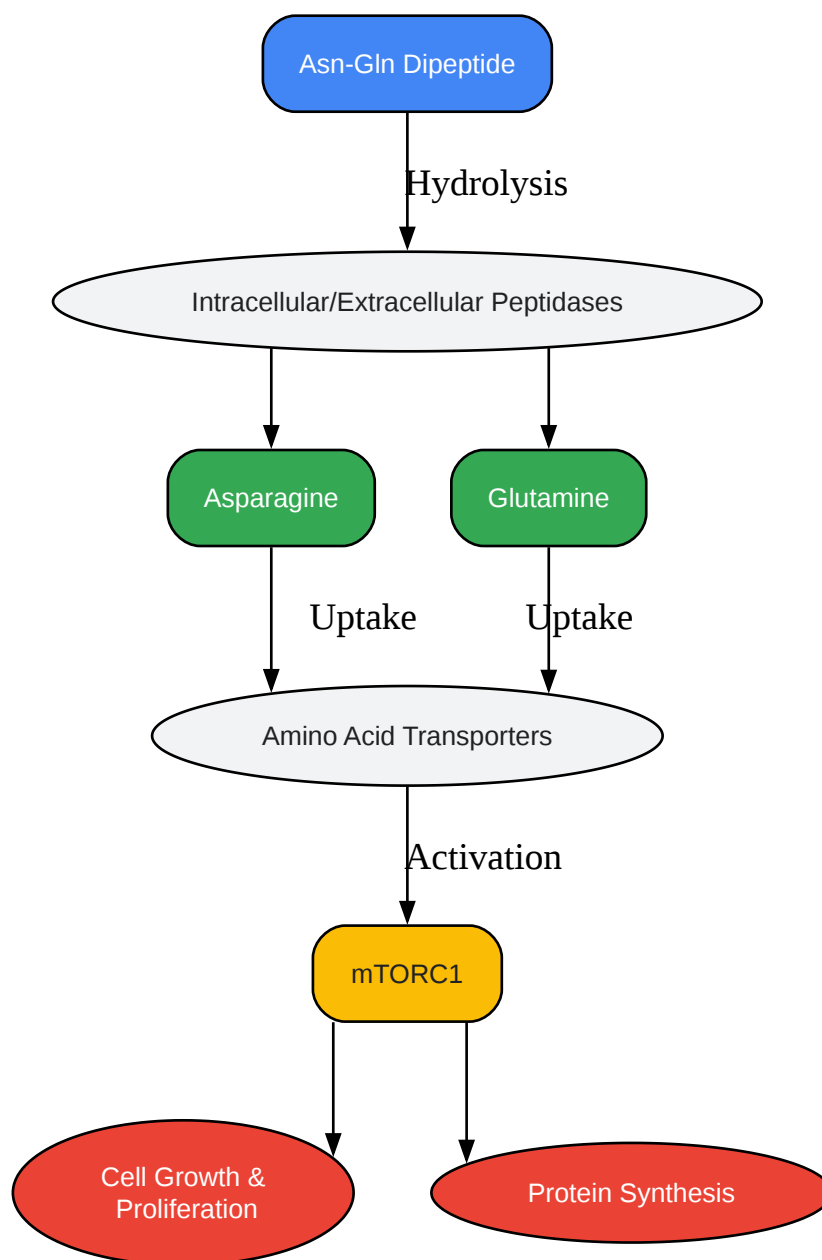 Asn-Gln Dipeptide
Hydrolysis
Intracellular/Extracellular Peptidases
Asparagine
Glutamine
Uptake
Uptake
Amino Acid Transporters
Activation
mTORC1
Cell Growth &
Proliferation
Protein Synthesis